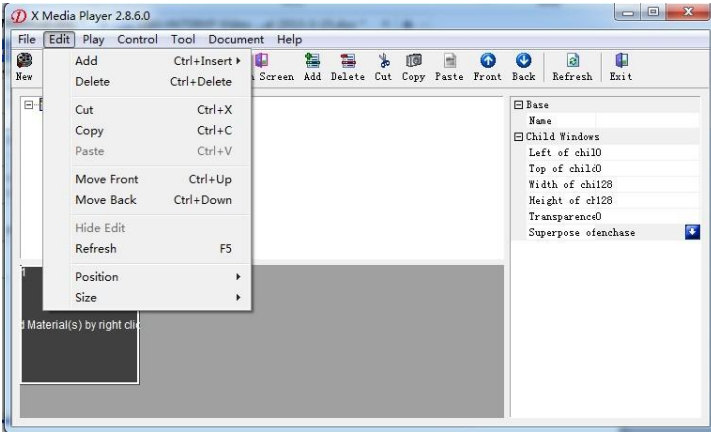 X Media Player 2.8.6.0
File Edit Play Control Tool Document Help
New Screen Add Delete Cut Copy Paste Front Back Refresh Exit
Add Ctrl+Insert
Delete Ctrl+Delete
Cut Ctrl+X
Copy Ctrl+C
Paste Ctrl+V
Move Front Ctrl+Up
Move Back Ctrl+Down
Hide Edit
Refresh F5
Position
Size
Base
Name
Child Windows
Left of chil0
Top of chil0
Width of chi128
Height of ch128
Transparenc0
Superpose ofenchase
d Material(s) by right clic